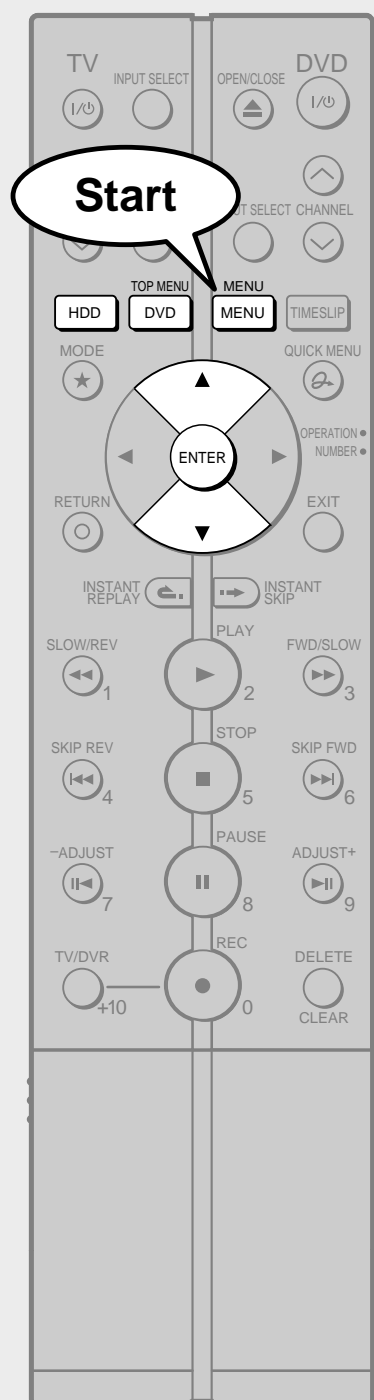 TV
DVD
INPUT SELECT
OPEN/CLOSE
Start
SELECT
CHANNEL
TOP MENU
MENU
HDD
DVD
MENU
TIMESLIP
MODE
QUICK MENU
ENTER
OPERATION
NUMBER
RETURN
EXIT
INSTANT
REPLAY
INSTANT
SKIP
SLOW/REV
PLAY
FWD/SLOW
1
2
3
SKIP REV
STOP
SKIP FWD
4
5
6
−ADJUST
PAUSE
ADJUST+
7
8
9
TV/DVR
REC
DELETE
+10
0
CLEAR